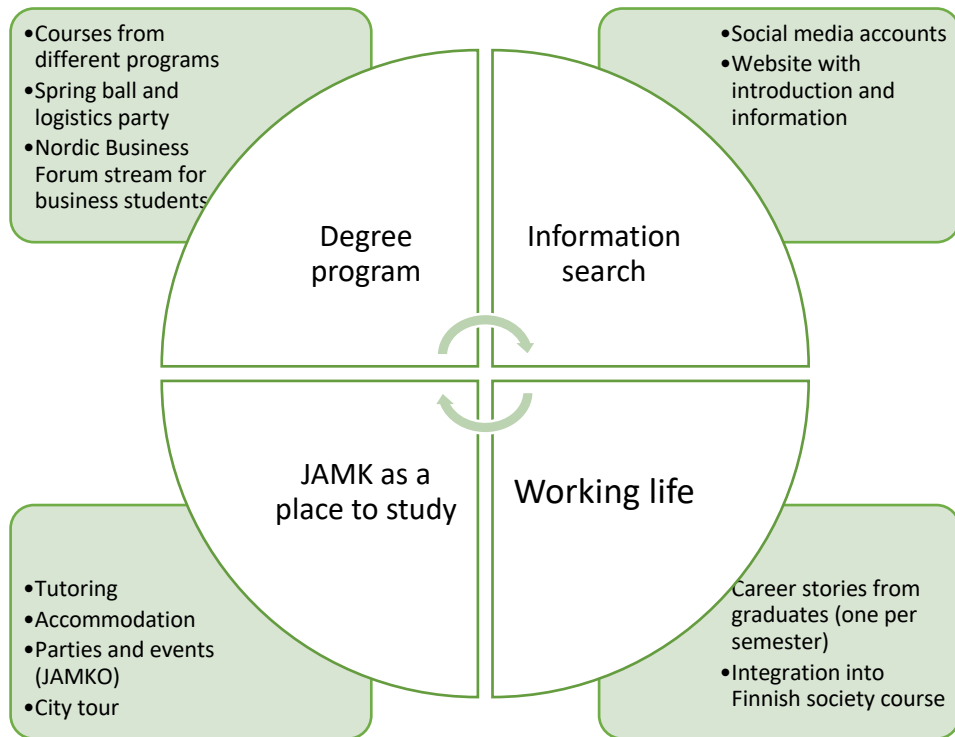 •Courses from
different programs
•Spring ball and
logistics party
•Nordic Business
Forum stream for
business students
•Social media accounts
•Website with
introduction and
information
Degree
program
Information
search
JAMK as a
place to study
Working life
•Tutoring
•Accommodation
•Parties and events
(JAMKO)
•City tour
Career stories from
graduates (one per
semester)
•Integration into
Finnish society course